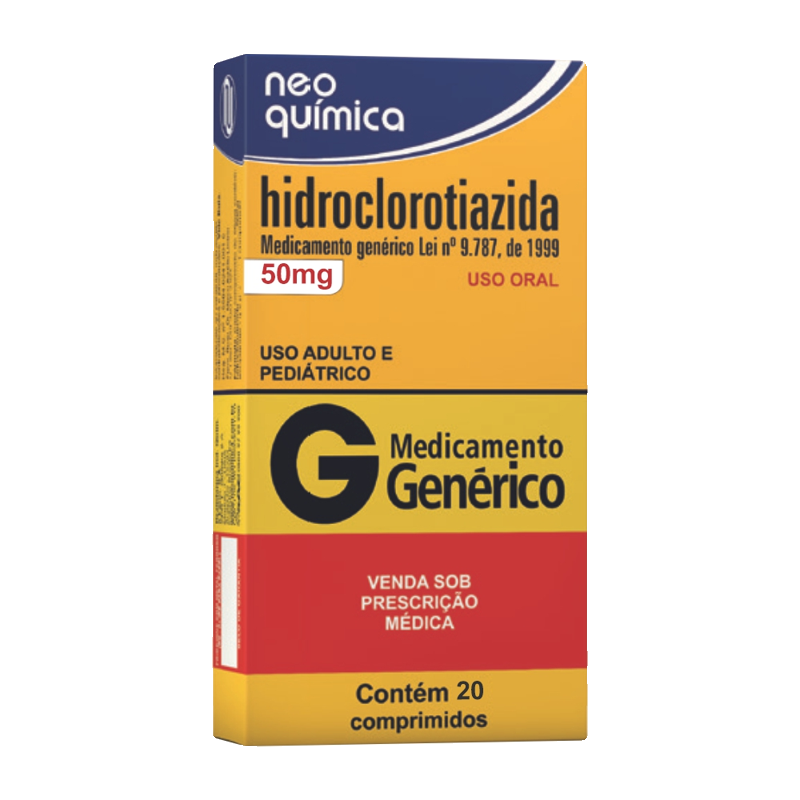 neo
química
hidroclorotiazida
Medicamento genérico Lei nº 9.787, de 1999
50mg
USO ORAL
USO ADULTO E
PEDIÁTRICO
G Medicamento
Genérico
VENDA SOB
PRESCRIÇÃO
MÉDICA
Contém 20
comprimidos